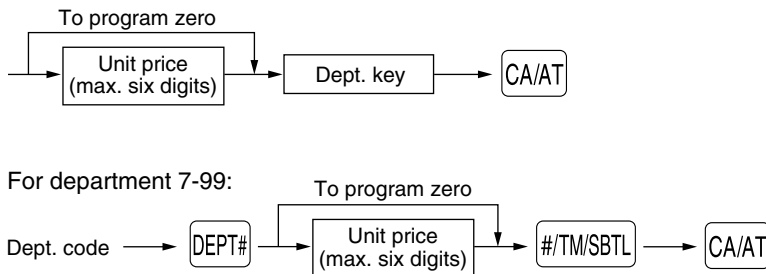 To program zero
Unit price
(max. six digits)
Dept. key
CA/AT
For department 7-99:
To program zero
Dept. code
DEPT#
Unit price
(max. six digits)
#/TM/SBTL
CA/AT